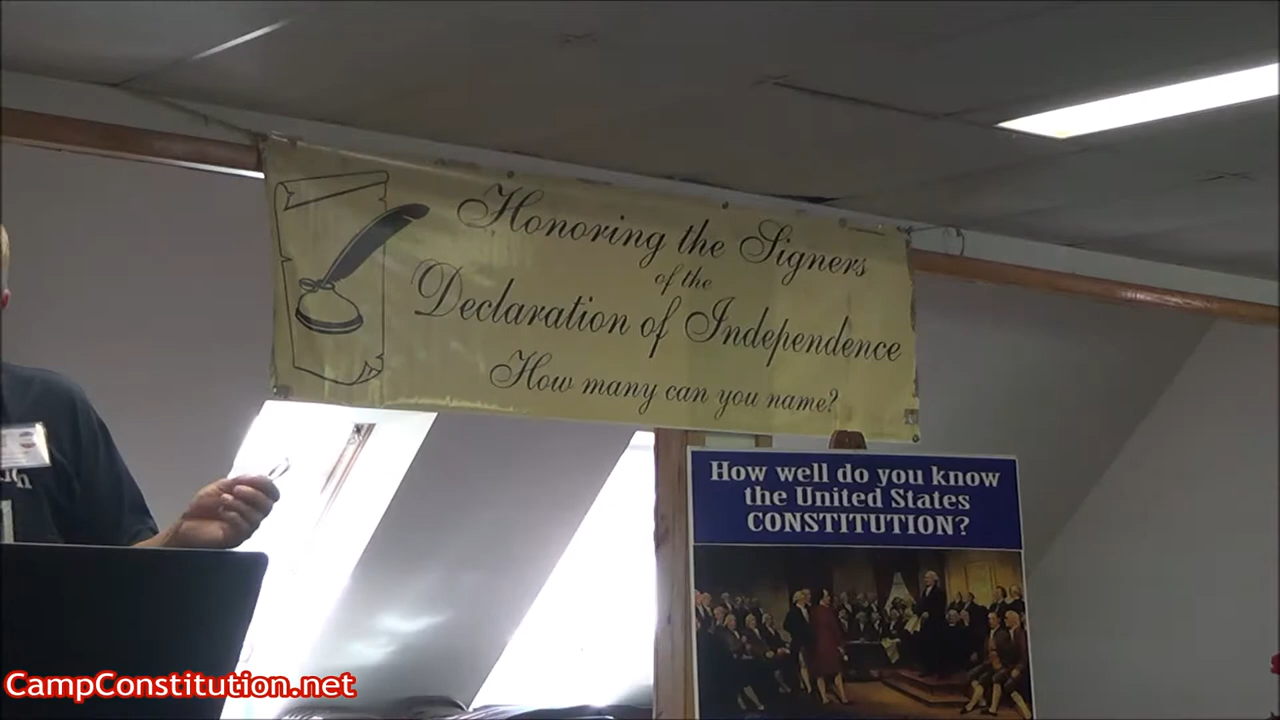 Honoring the Signers
of the
Declaration of Independence
How many can you name?
How well do you know
the United States
CONSTITUTION?
CampConstitution.net